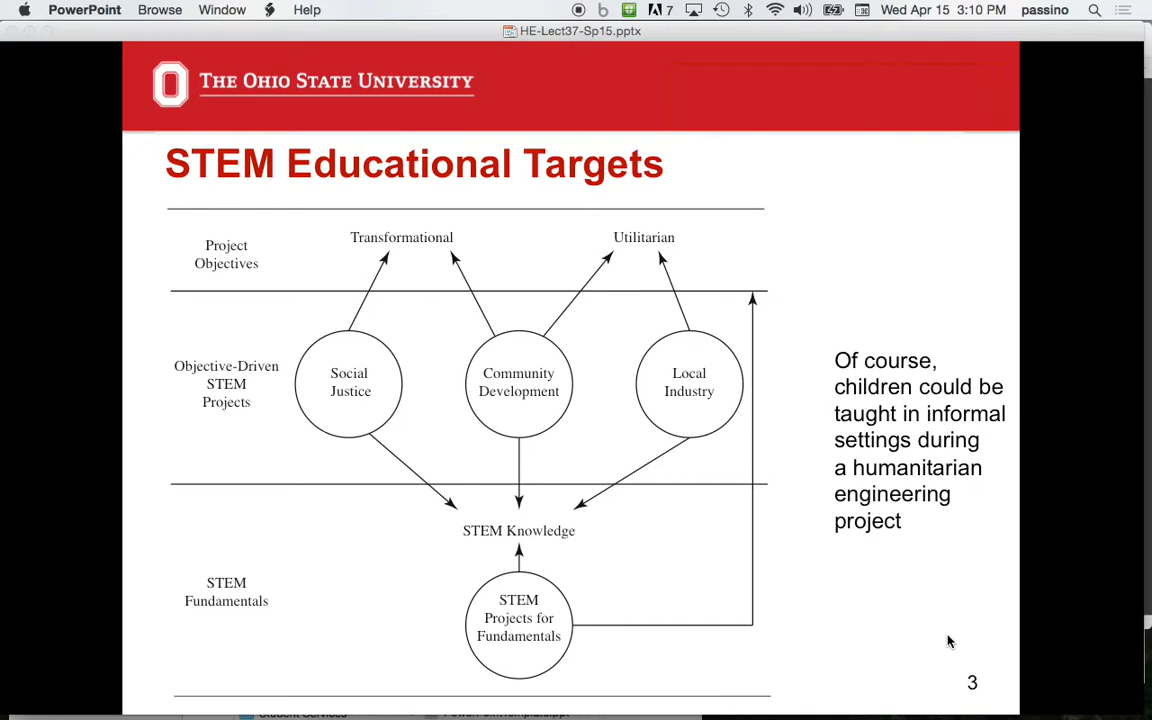 PowerPoint Browse Window Help 7 Wed Apr 15 3:10 PM passino
HE-Lect37-Sp15.pptx
THE OHIO STATE UNIVERSITY
STEM Educational Targets
Project
Objectives
Transformational
Utilitarian
Objective-Driven
STEM
Projects
Social
Justice
Community
Development
Local
Industry
STEM Knowledge
STEM
Fundamentals
STEM
Projects for
Fundamentals
Of course,
children could be
taught in informal
settings during
a humanitarian
engineering
project
3